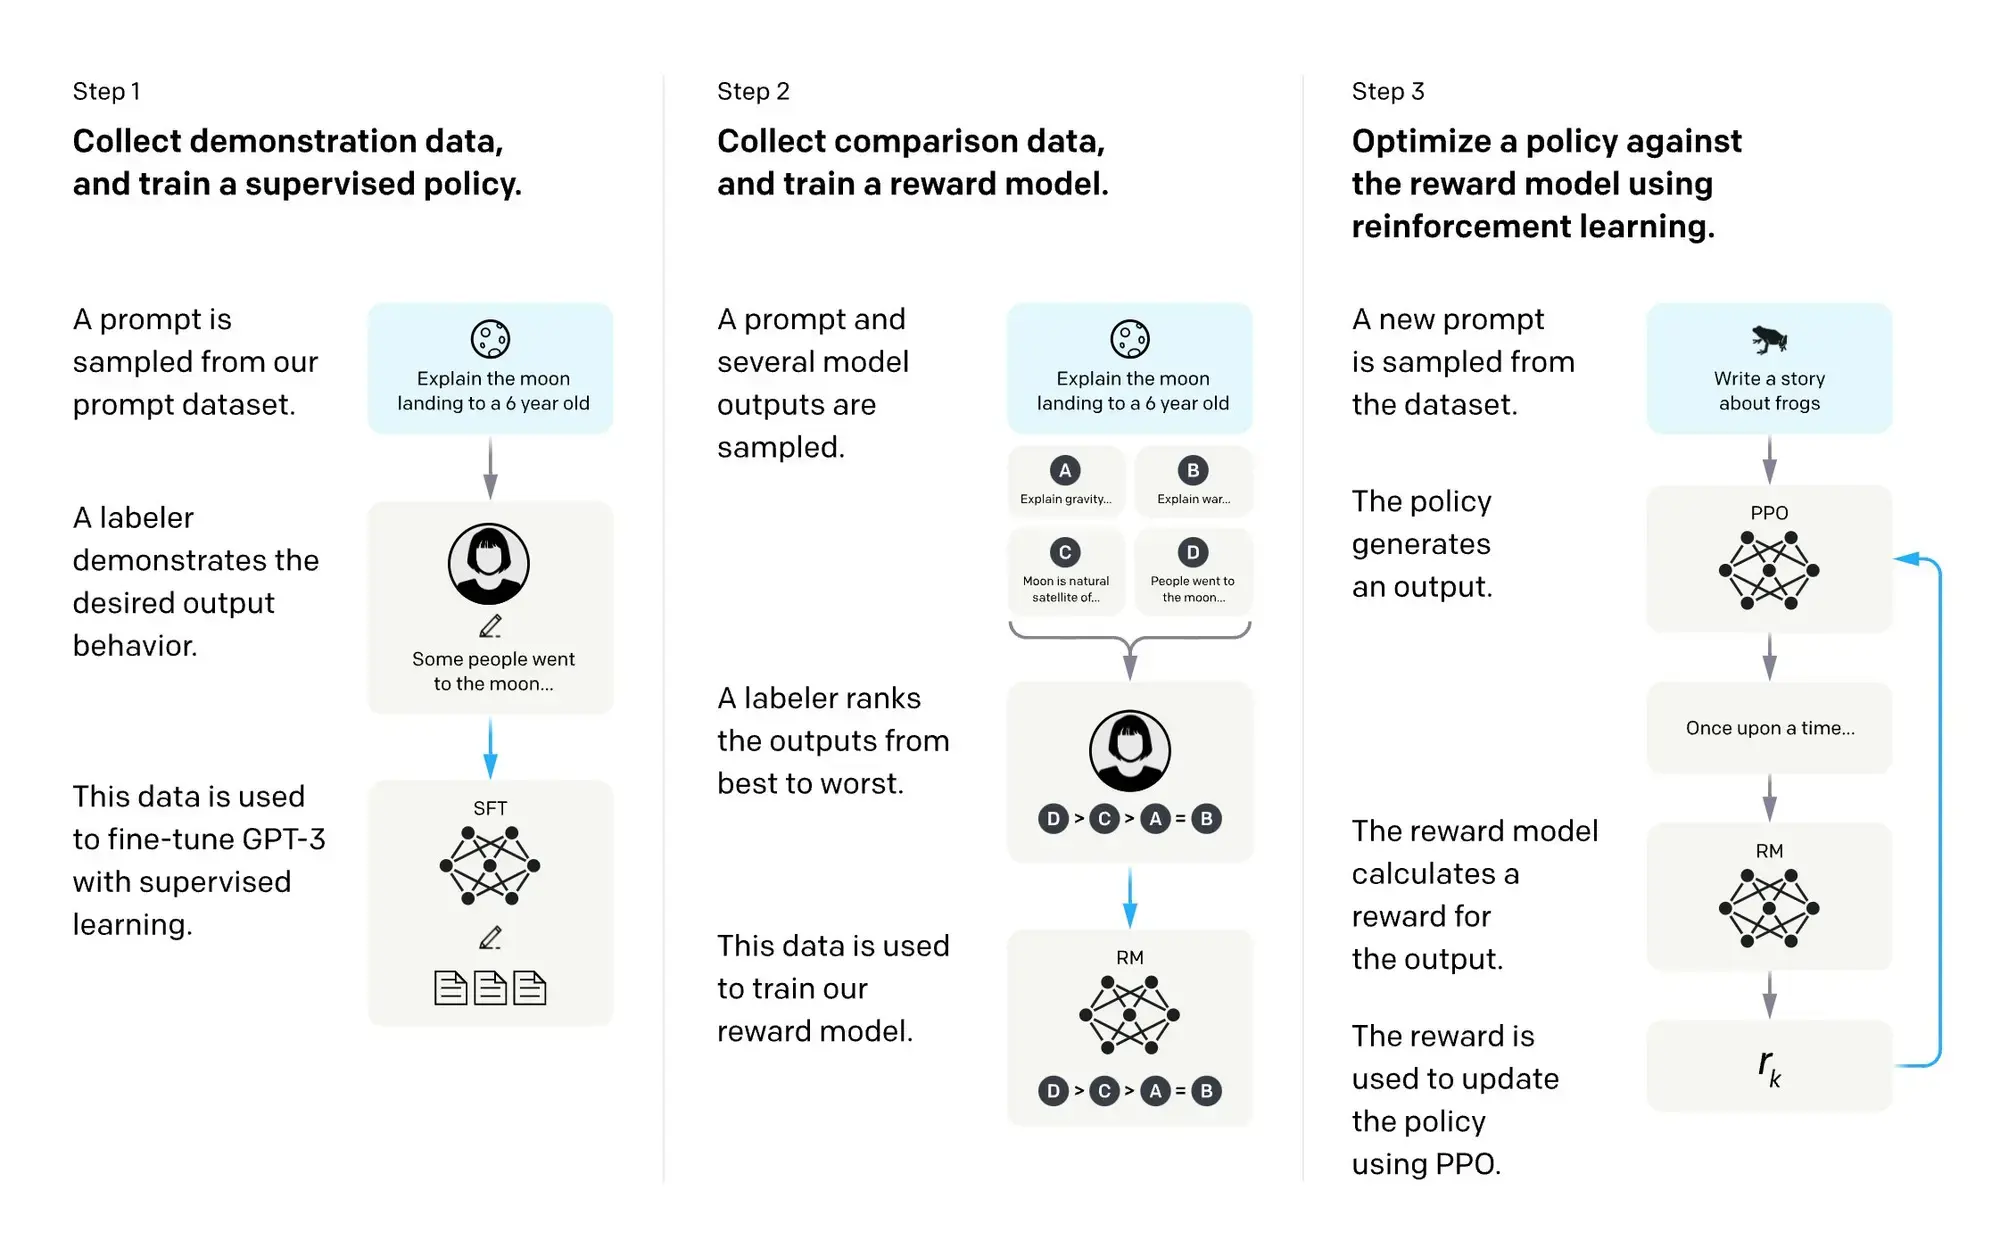 Step 1
Collect demonstration data,
and train a supervised policy.
A prompt is
sampled from our
prompt dataset.
Explain the moon
landing to a 6 year old
A labeler
demonstrates the
desired output
behavior.
Some people went
to the moon...
This data is used
to fine-tune GPT-3
with supervised
learning.
SFT
Step 2
Collect comparison data,
and train a reward model.
A prompt and
several model
outputs are
sampled.
Explain the moon
landing to a 6 year old
A
Explain gravity...
B
Explain war...
C
Moon is natural
satellite of...
D
People went to
the moon...
A labeler ranks
the outputs from
best to worst.
D > C > A = B
This data is used
to train our
reward model.
RM
D > C > A = B
Step 3
Optimize a policy against
the reward model using
reinforcement learning.
A new prompt
is sampled from
the dataset.
Write a story
about frogs
The policy
generates
an output.
PPO
Once upon a time...
The reward model
calculates a
reward for
the output.
RM
The reward is
used to update
the policy
using PPO.
r_k